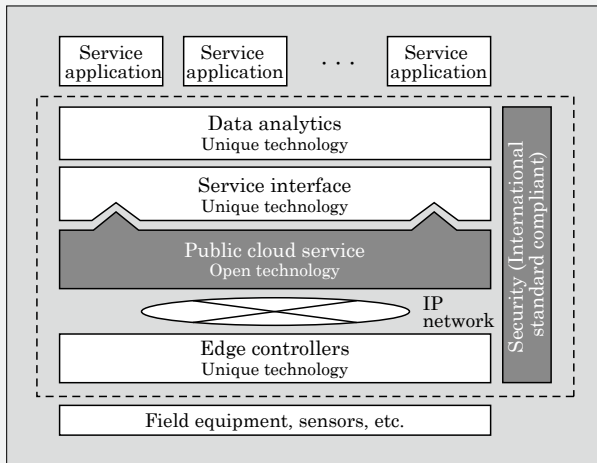 Service
application
Service
application
. . .
Service
application
Data analytics
Unique technology
Service interface
Unique technology
Public cloud service
Open technology
IP
network
Edge controllers
Unique technology
Security (International
standard compliant)
Field equipment, sensors, etc.